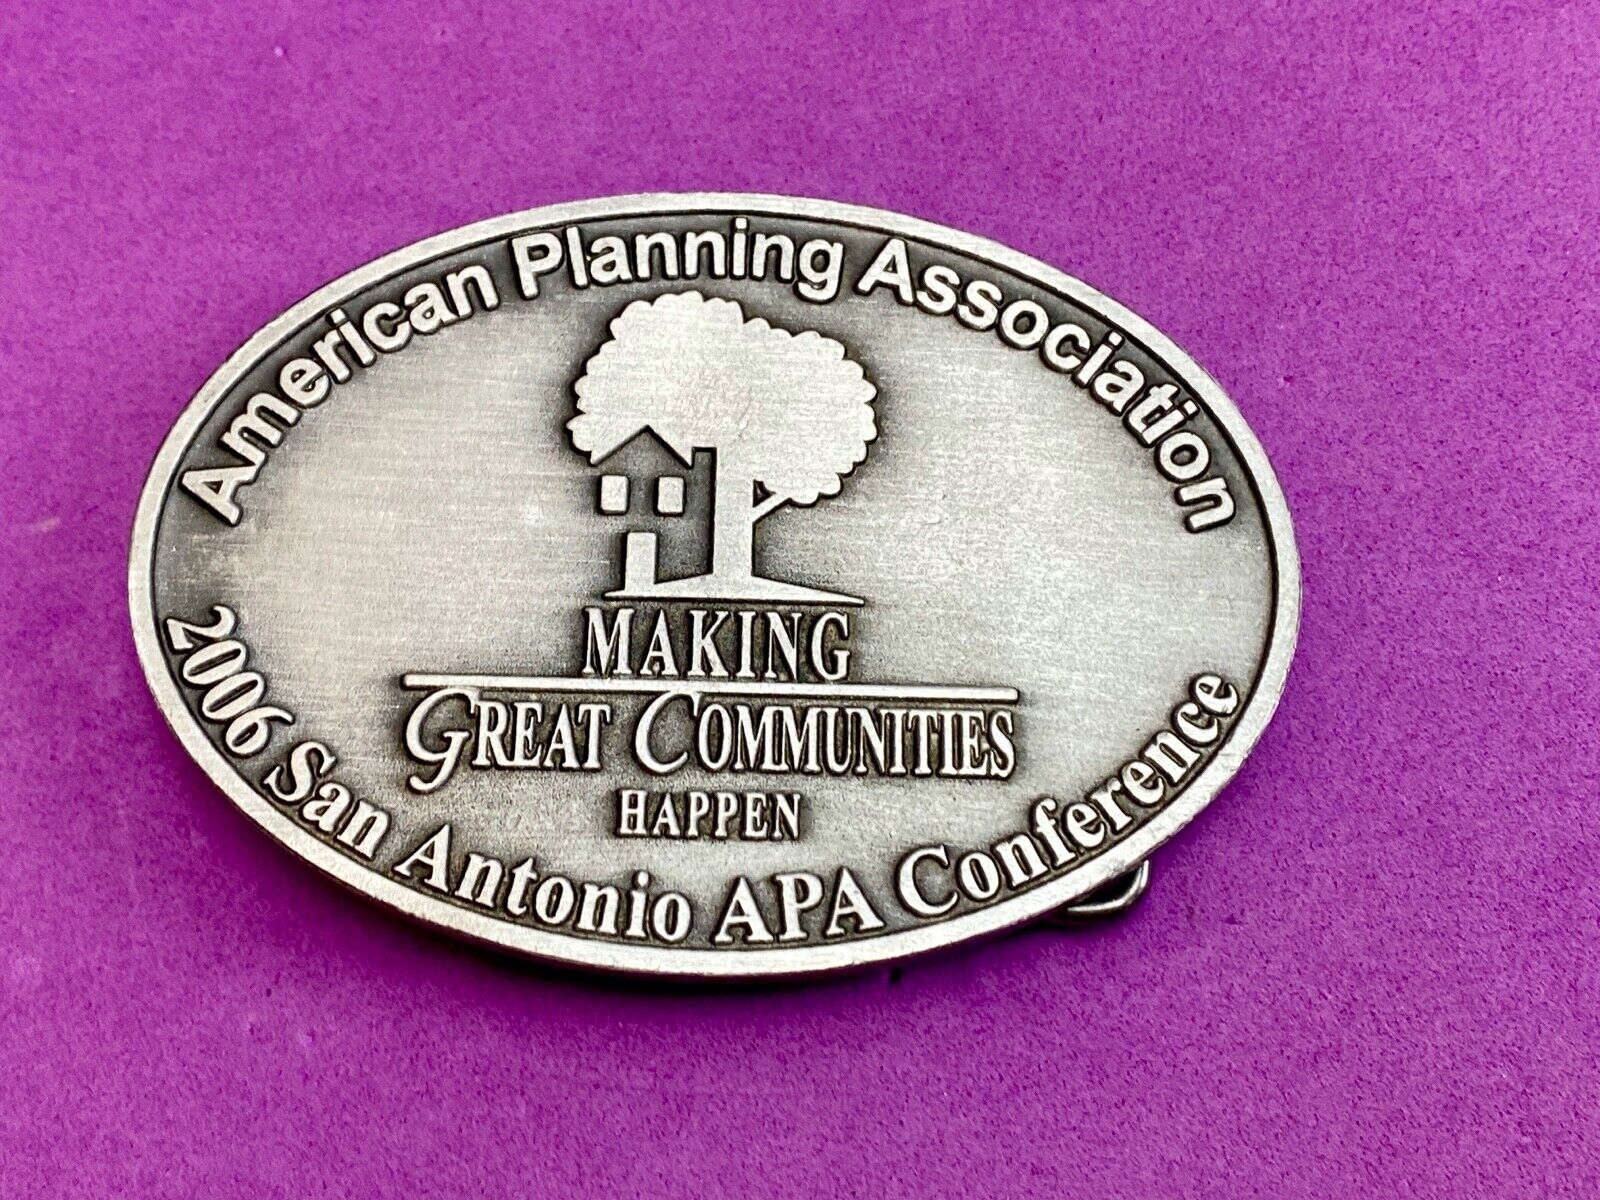 American Planning Association
MAKING
GREAT COMMUNITIES
HAPPEN
2006 San Antonio APA Conference